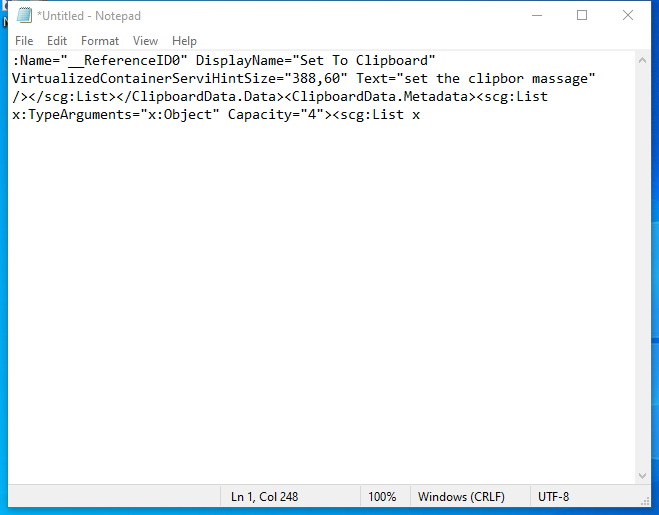 *Untitled - Notepad
File Edit Format View Help
:Name="__ReferenceID0" DisplayName="Set To Clipboard"
VirtualizedContainerServiHintSize="388,60" Text="set the clipbor massage"
/></scg:List></ClipboardData.Data><ClipboardData.Metadata><scg:List
x:TypeArguments="x:Object" Capacity="4"><scg:List x
Ln 1, Col 248 100% Windows (CRLF) UTF-8